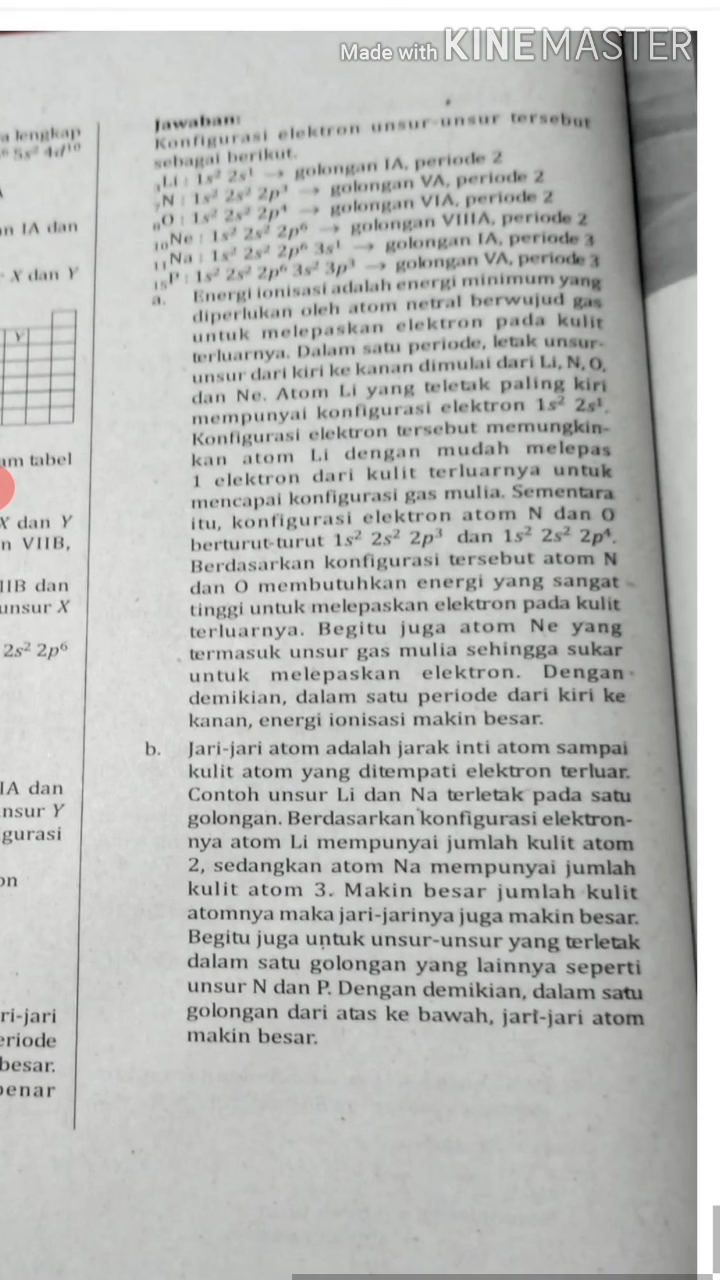 Made with KINEMASTER
a lengkap
⁶ 5s² 4d¹⁰
n IA dan
X dan Y
Y
am tabel
X dan Y
n VIIB,
IIB dan
unsur X
2s² 2p⁶
IA dan
nsur Y
gurasi
on
ri-jari
eriode
besar.
enar
Jawaban:
Konfigurasi elektron unsur-unsur tersebut
sebagai berikut.
₃Li : 1s² 2s¹ → golongan IA, periode 2
₇N : 1s² 2s² 2p³ → golongan VA, periode 2
₈O : 1s² 2s² 2p⁴ → golongan VIA, periode 2
₁₀Ne : 1s² 2s² 2p⁶ → golongan VIIIA, periode 2
₁₁Na : 1s² 2s² 2p⁶ 3s¹ → golongan IA, periode 3
₁₅P : 1s² 2s² 2p⁶ 3s² 3p³ → golongan VA, periode 3
a. Energi ionisasi adalah energi minimum yang
diperlukan oleh atom netral berwujud gas
untuk melepaskan elektron pada kulit
terluarnya. Dalam satu periode, letak unsur-
unsur dari kiri ke kanan dimulai dari Li, N, O,
dan Ne. Atom Li yang teletak paling kiri
mempunyai konfigurasi elektron 1s² 2s¹.
Konfigurasi elektron tersebut memungkin-
kan atom Li dengan mudah melepas
1 elektron dari kulit terluarnya untuk
mencapai konfigurasi gas mulia. Sementara
itu, konfigurasi elektron atom N dan O
berturut-turut 1s² 2s² 2p³ dan 1s² 2s² 2p⁴.
Berdasarkan konfigurasi tersebut atom N
dan O membutuhkan energi yang sangat
tinggi untuk melepaskan elektron pada kulit
terluarnya. Begitu juga atom Ne yang
termasuk unsur gas mulia sehingga sukar
untuk melepaskan elektron. Dengan
demikian, dalam satu periode dari kiri ke
kanan, energi ionisasi makin besar.
b. Jari-jari atom adalah jarak inti atom sampai
kulit atom yang ditempati elektron terluar.
Contoh unsur Li dan Na terletak pada satu
golongan. Berdasarkan konfigurasi elektron-
nya atom Li mempunyai jumlah kulit atom
2, sedangkan atom Na mempunyai jumlah
kulit atom 3. Makin besar jumlah kulit
atomnya maka jari-jarinya juga makin besar.
Begitu juga untuk unsur-unsur yang terletak
dalam satu golongan yang lainnya seperti
unsur N dan P. Dengan demikian, dalam satu
golongan dari atas ke bawah, jari-jari atom
makin besar.